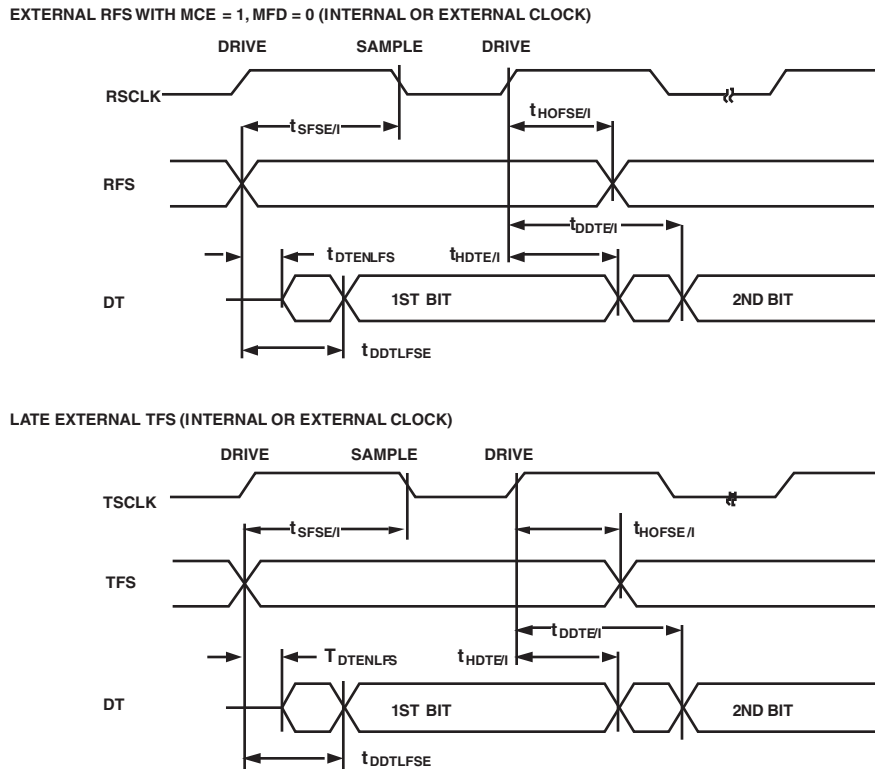 EXTERNAL RFS WITH MCE = 1, MFD = 0 (INTERNAL OR EXTERNAL CLOCK)
DRIVE SAMPLE DRIVE
RSCLK
tSFSE/I
tHOFSE/I
RFS
tDDTE/I
tDTENLFS
tHDTE/I
DT
1ST BIT
2ND BIT
tDDTLFSE
LATE EXTERNAL TFS (INTERNAL OR EXTERNAL CLOCK)
DRIVE SAMPLE DRIVE
TSCLK
tSFSE/I
tHOFSE/I
TFS
tDDTE/I
TDTENLFS
tHDTE/I
DT
1ST BIT
2ND BIT
tDDTLFSE